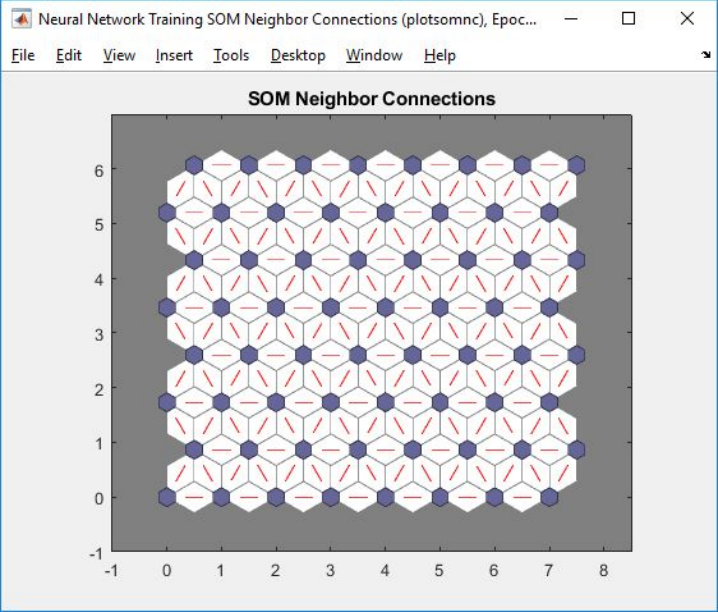 Neural Network Training SOM Neighbor Connections (plotsomnc), Epoc...
File Edit View Insert Tools Desktop Window Help
SOM Neighbor Connections
6
5
4
3
2
1
0
-1
-1 0 1 2 3 4 5 6 7 8